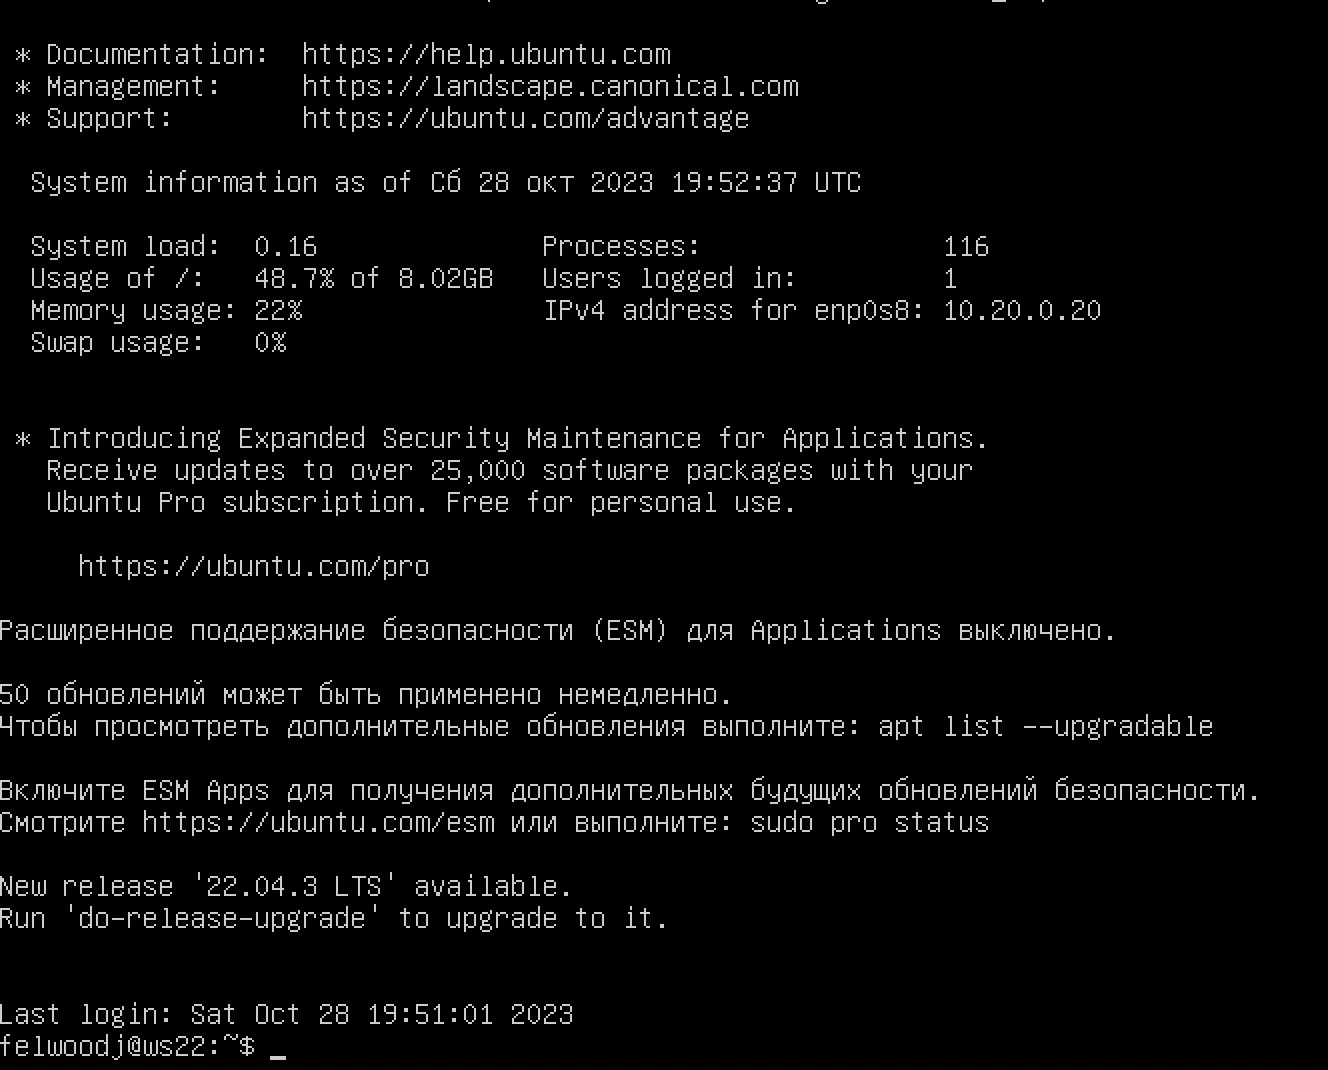 * Documentation:  https://help.ubuntu.com
* Management:     https://landscape.canonical.com
* Support:        https://ubuntu.com/advantage
System information as of Сб 28 окт 2023 19:52:37 UTC
System load:  0.16              Processes:               116
Usage of /:   48.7% of 8.02GB   Users logged in:         1
Memory usage: 22%               IPv4 address for enp0s8: 10.20.0.20
Swap usage:   0%
* Introducing Expanded Security Maintenance for Applications.
Receive updates to over 25,000 software packages with your
Ubuntu Pro subscription. Free for personal use.
https://ubuntu.com/pro
Расширенное поддержание безопасности (ESM) для Applications выключено.
50 обновлений может быть применено немедленно.
Чтобы просмотреть дополнительные обновления выполните: apt list --upgradable
Включите ESM Apps для получения дополнительных будущих обновлений безопасности.
Смотрите https://ubuntu.com/esm или выполните: sudo pro status
New release '22.04.3 LTS' available.
Run 'do-release-upgrade' to upgrade to it.
Last login: Sat Oct 28 19:51:01 2023
felwoodj@ws22:~$ _